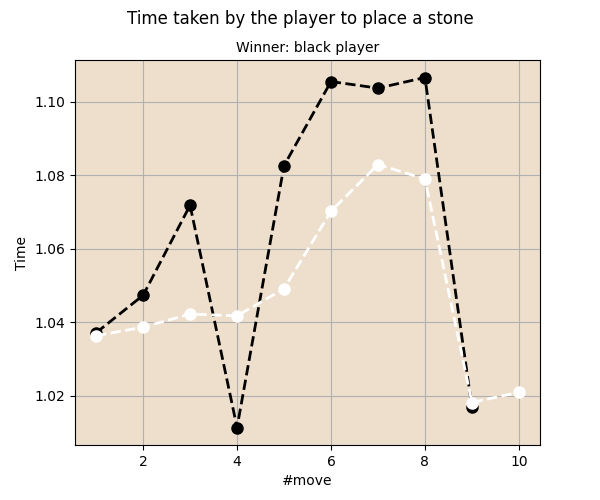 Time taken by the player to place a stone
Winner: black player
1.10
1.08
1.06
1.04
1.02
Time
2 4 6 8 10
#move